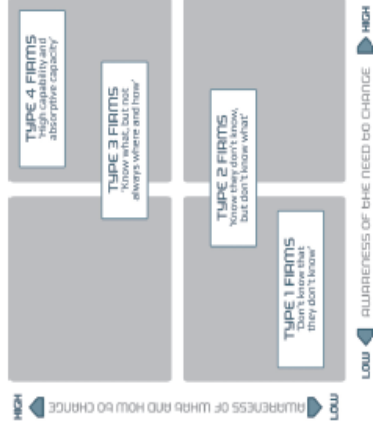 HIGH
AWARENESS OF WHAT AND HOW TO CHANGE
LOW
TYPE 4 FIRMS
'High capability and
absorptive capacity'
TYPE 3 FIRMS
'Know what, but not
always where and how'
TYPE 2 FIRMS
'Know they don't know,
but don't know what'
TYPE 1 FIRMS
'Don't know that
they don't know'
LOW
AWARENESS OF THE NEED TO CHANGE
HIGH